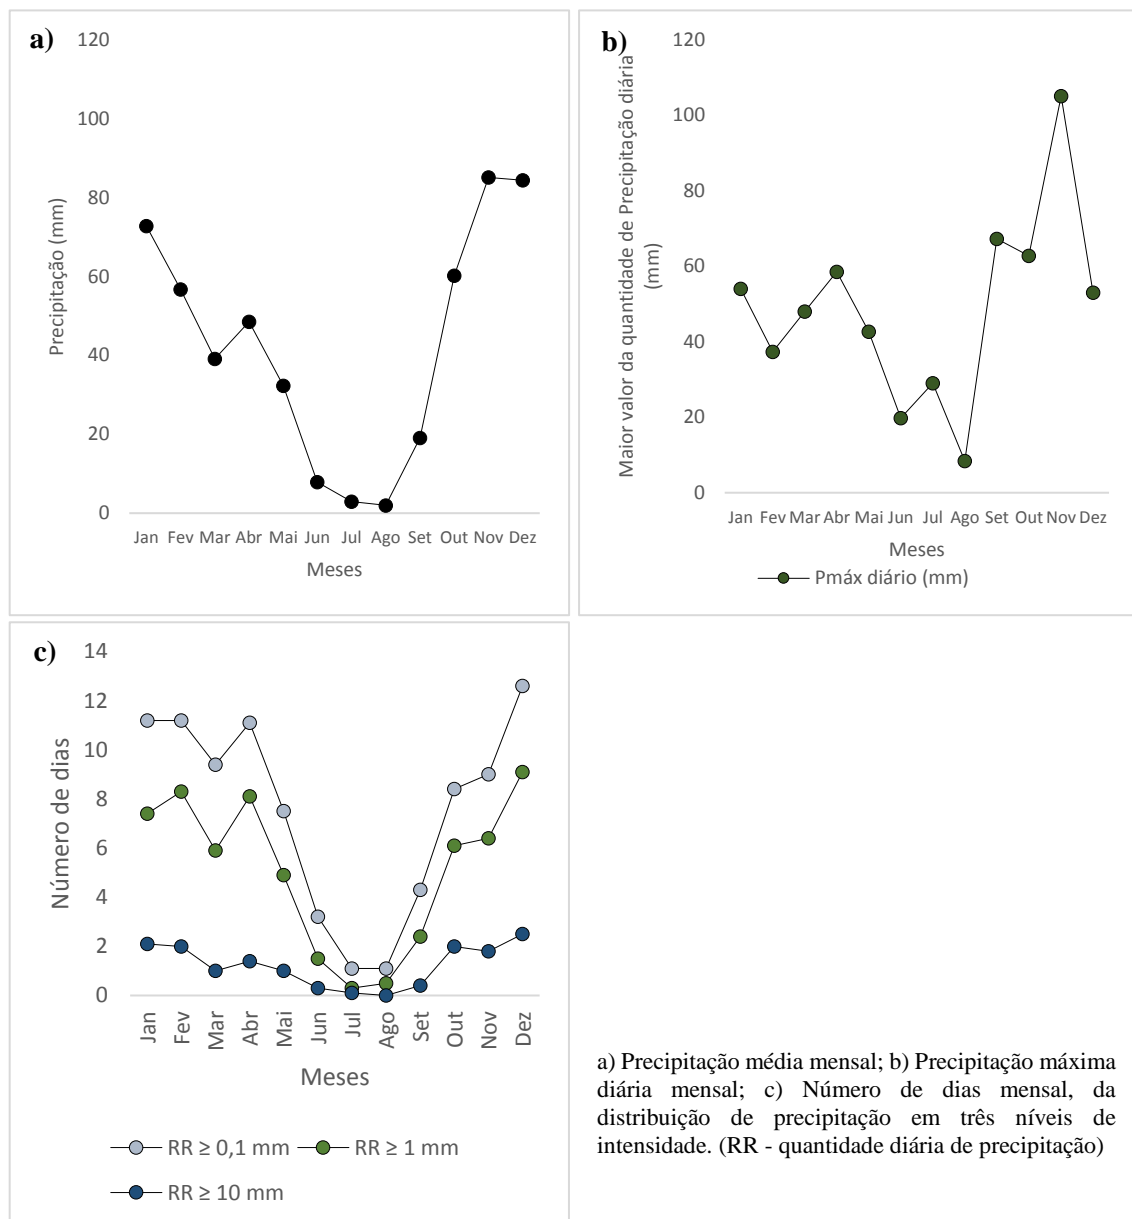 a)
120
100
80
60
40
20
0
Precipitação (mm)
Jan Fev Mar Abr Mai Jun Jul Ago Set Out Nov Dez
Meses
b)
120
100
80
60
40
20
0
Maior valor da quantidade de Precipitação diária
(mm)
Jan Fev Mar Abr Mai Jun Jul Ago Set Out Nov Dez
Meses
Pmáx diário (mm)
c)
14
12
10
8
6
4
2
0
Número de dias
Jan
Fev
Mar
Abr
Mai
Jun
Jul
Ago
Set
Out
Nov
Dez
Meses
RR ≥ 0,1 mm
RR ≥ 1 mm
RR ≥ 10 mm
a) Precipitação média mensal; b) Precipitação máxima
diária mensal; c) Número de dias mensal, da
distribuição de precipitação em três níveis de
intensidade. (RR - quantidade diária de precipitação)